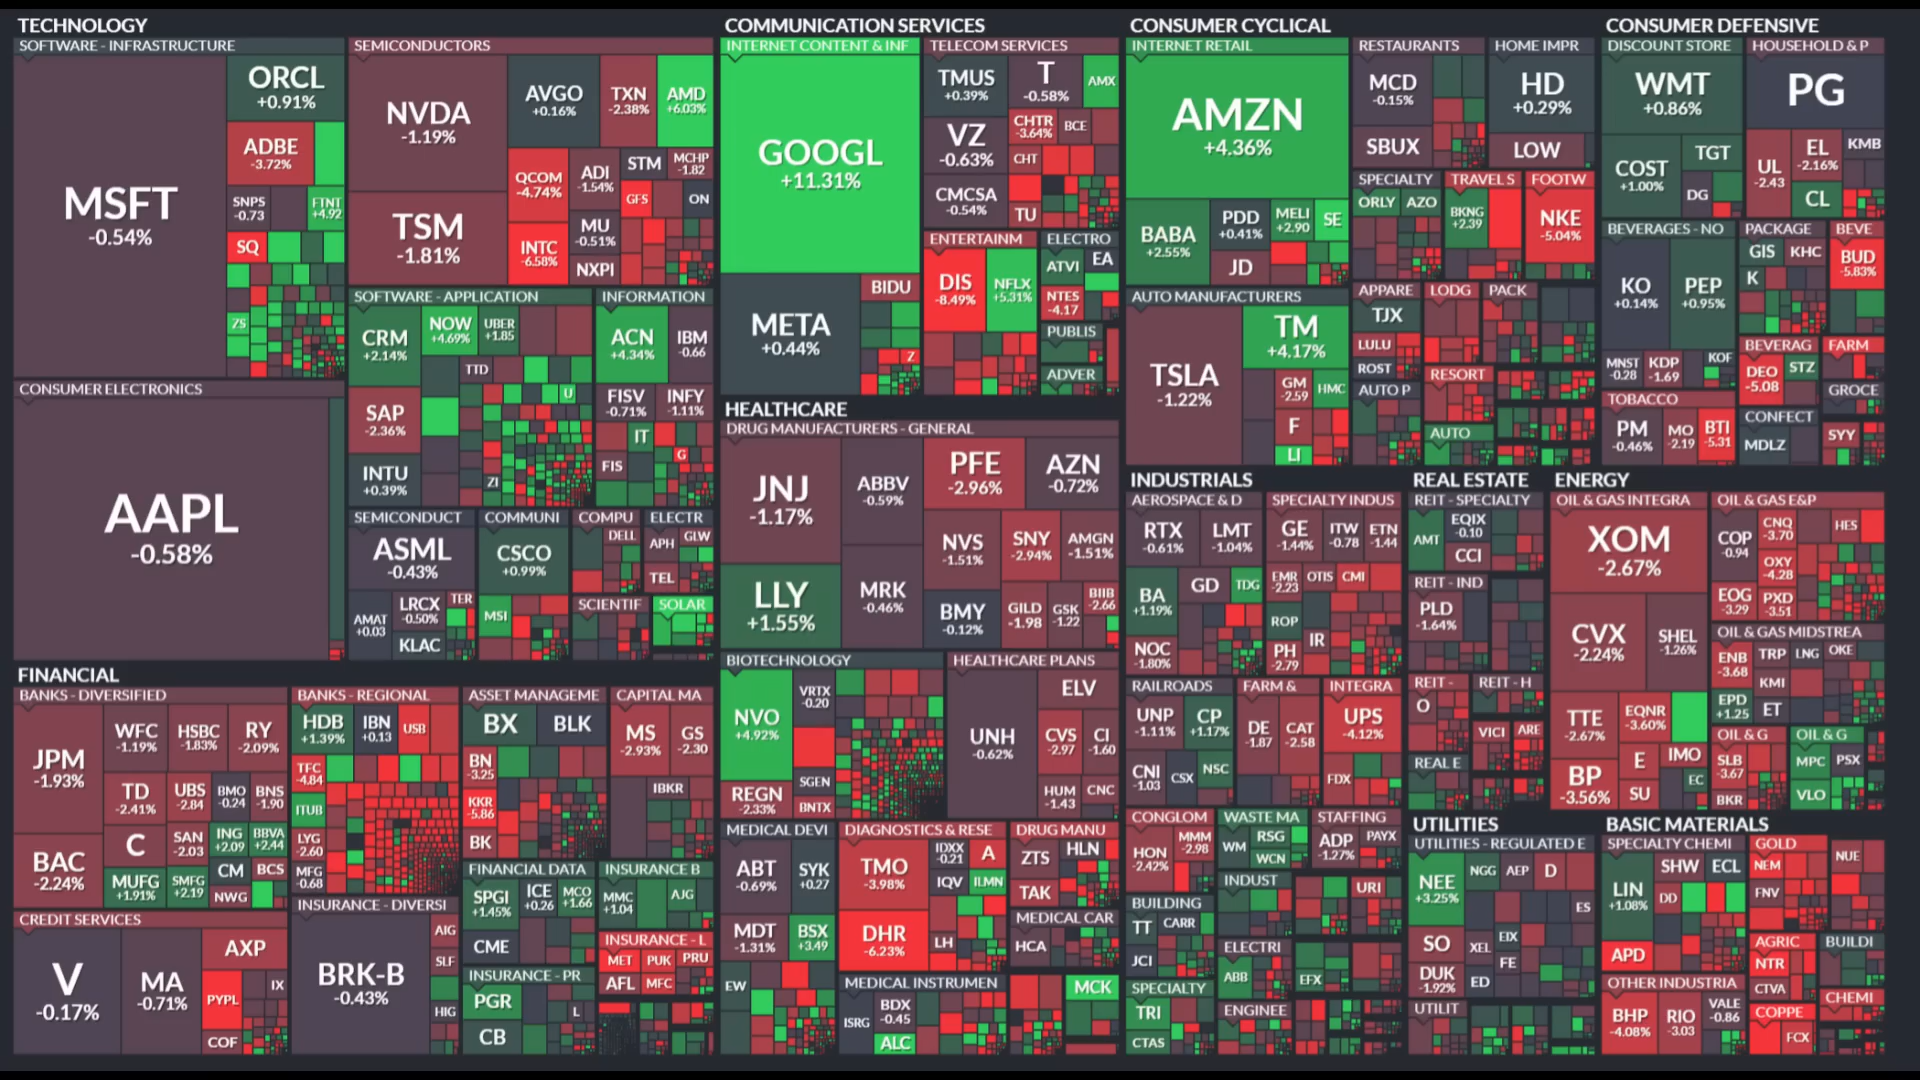 TECHNOLOGY
SOFTWARE - INFRASTRUCTURE
MSFT
-0.54%
ORCL
+0.91%
ADBE
-3.72%
SNPS
-0.73
FTNT
+4.92
SQ
ZS
SEMICONDUCTORS
NVDA
-1.19%
TSM
-1.81%
AVGO
+0.16%
TXN
-2.38%
AMD
+6.03%
QCOM
-4.74%
ADI
-1.54%
STM
MCHP
-1.82
GFS
ON
INTC
-6.58%
MU
-0.51%
NXPI
CONSUMER ELECTRONICS
AAPL
-0.58%
SOFTWARE - APPLICATION
CRM
+2.14%
NOW
+4.69%
UBER
+1.85
TTD
U
SAP
-2.36%
INTU
+0.39%
ZI
INFORMATION
ACN
+4.34%
IBM
-0.66
FISV
-0.71%
INFY
-1.11%
IT
G
FIS
SEMICONDUCT
ASML
-0.43%
AMAT
+0.03
LRCX
-0.50%
TER
KLAC
COMMUNI
CSCO
+0.99%
MSI
COMPU
DELL
ELECTR
APH
GLW
TEL
SCIENTIF
SOLAR
COMMUNICATION SERVICES
INTERNET CONTENT & INF
GOOGL
+11.31%
META
+0.44%
BIDU
Z
TELECOM SERVICES
TMUS
+0.39%
T
-0.58%
AMX
VZ
-0.63%
CHTR
-3.64%
BCE
CHT
CMCSA
-0.54%
TU
ENTERTAINM
DIS
-8.49%
NFLX
+5.31%
ELECTRO
ATVI
EA
NTES
-4.17
PUBLIS
ADVER
CONSUMER CYCLICAL
INTERNET RETAIL
AMZN
+4.36%
BABA
+2.55%
PDD
+0.41%
MELI
+2.90
SE
JD
RESTAURANTS
MCD
-0.15%
SBUX
HOME IMPR
HD
+0.29%
LOW
SPECIALTY
ORLY
AZO
TRAVEL S
BKNG
+2.39
FOOTW
NKE
-5.04%
AUTO MANUFACTURERS
TSLA
-1.22%
TM
+4.17%
GM
-2.59
HMC
F
LI
APPARE
TJX
LULU
ROST
LODG
PACK
RESORT
AUTO P
AUTO
CONSUMER DEFENSIVE
DISCOUNT STORE
WMT
+0.86%
COST
+1.00%
TGT
DG
HOUSEHOLD & P
PG
UL
-2.43
EL
-2.16%
KMB
CL
BEVERAGES - NO
KO
+0.14%
PEP
+0.95%
MNST
-0.28
KDP
-1.69
KOF
PACKAGE
GIS
KHC
K
BEVE
BUD
-5.83%
BEVERAG
DEO
-5.08
STZ
FARM
GROCE
TOBACCO
PM
-0.46%
MO
-2.19
BTI
-5.31
CONFECT
MDLZ
SYY
HEALTHCARE
DRUG MANUFACTURERS - GENERAL
JNJ
-1.17%
ABBV
-0.59%
PFE
-2.96%
AZN
-0.72%
LLY
+1.55%
MRK
-0.46%
NVS
-1.51%
SNY
-2.94%
AMGN
-1.51%
BMY
-0.12%
GILD
-1.98
GSK
-1.22
BIIB
-2.66
BIOTECHNOLOGY
NVO
+4.92%
VRTX
-0.20
SGEN
REGN
-2.33%
BNTX
HEALTHCARE PLANS
UNH
-0.62%
ELV
CVS
-2.97
CI
-1.60
HUM
-1.43
CNC
MEDICAL DEVI
ABT
-0.69%
SYK
+0.27
MDT
-1.31%
BSX
+3.49
EW
DIAGNOSTICS & RESE
TMO
-3.98%
IDXX
-0.21
A
IQV
ILMN
DHR
-6.23%
LH
DRUG MANU
ZTS
HLN
TAK
MEDICAL CAR
HCA
MEDICAL INSTRUMEN
ISRG
BDX
-0.45
ALC
MCK
FINANCIAL
BANKS - DIVERSIFIED
JPM
-1.93%
WFC
-1.19%
HSBC
-1.83%
RY
-2.09%
TD
-2.41%
UBS
-2.84
BMO
-0.24
BNS
-1.90
BAC
-2.24%
C
SAN
-2.03
ING
+2.09
BBVA
+2.44
MUFG
+1.91%
SMFG
+2.19
CM
BCS
NWG
BANKS - REGIONAL
HDB
+1.39%
IBN
+0.13
USB
TFC
-4.84
ITUB
LYG
-2.60
MFG
-0.68
ASSET MANAGEME
BX
BLK
BN
-3.25
KKR
-5.86
BK
CAPITAL MA
MS
-2.93%
GS
-2.30
IBKR
CREDIT SERVICES
V
-0.17%
MA
-0.71%
AXP
PYPL
IX
COF
INSURANCE - DIVERSI
BRK-B
-0.43%
AIG
SLF
HIG
FINANCIAL DATA
SPGI
+1.45%
ICE
+0.26
MCO
+1.66
CME
INSURANCE B
MMC
+1.04
AJG
INSURANCE - L
MET
PUK
PRU
AFL
MFC
INSURANCE - PR
PGR
CB
L
INDUSTRIALS
AEROSPACE & D
RTX
-0.61%
LMT
-1.04%
BA
+1.19%
GD
TDG
NOC
-1.80%
SPECIALTY INDUS
GE
-1.44%
ITW
-0.78
ETN
-1.44
EMR
-2.23
OTIS
CMI
ROP
PH
-2.79
IR
RAILROADS
UNP
-1.11%
CP
+1.17%
CNI
-1.03
CSX
NSC
FARM &
DE
-1.87
CAT
-2.58
INTEGRA
UPS
-4.12%
FDX
CONGLOM
HON
-2.42%
MMM
-2.98
WASTE MA
WM
RSG
WCN
STAFFING
ADP
-1.27%
PAYX
INDUST
URI
BUILDING
TT
CARR
JCI
ELECTRI
ABB
EFX
SPECIALTY
TRI
CTAS
ENGINEE
REAL ESTATE
REIT - SPECIALTY
AMT
EQIX
-0.10
CCI
REIT - IND
PLD
-1.64%
REIT -
O
REIT - H
VICI
ARE
REAL E
ENERGY
OIL & GAS INTEGRA
XOM
-2.67%
CVX
-2.24%
SHEL
-1.26%
TTE
-2.67%
EQNR
-3.60%
BP
-3.56%
E
IMO
SU
EC
OIL & GAS E&P
COP
-0.94
CNQ
-3.70
HES
OXY
-4.28
EOG
-3.29
PXD
-3.51
OIL & GAS MIDSTREA
ENB
-3.68
TRP
LNG
OKE
KMI
EPD
+1.25
ET
OIL & G
SLB
-3.67
BKR
OIL & G
MPC
PSX
VLO
UTILITIES
UTILITIES - REGULATED E
NEE
+3.25%
NGG
AEP
D
ES
SO
XEL
EIX
FE
DUK
-1.92%
ED
UTILIT
BASIC MATERIALS
SPECIALTY CHEMI
LIN
+1.08%
SHW
ECL
DD
APD
GOLD
NEM
FNV
NUE
AGRIC
NTR
CTVA
BUILDI
OTHER INDUSTRIA
BHP
-4.08%
RIO
-3.03
VALE
-0.86
COPPE
FCX
CHEMI